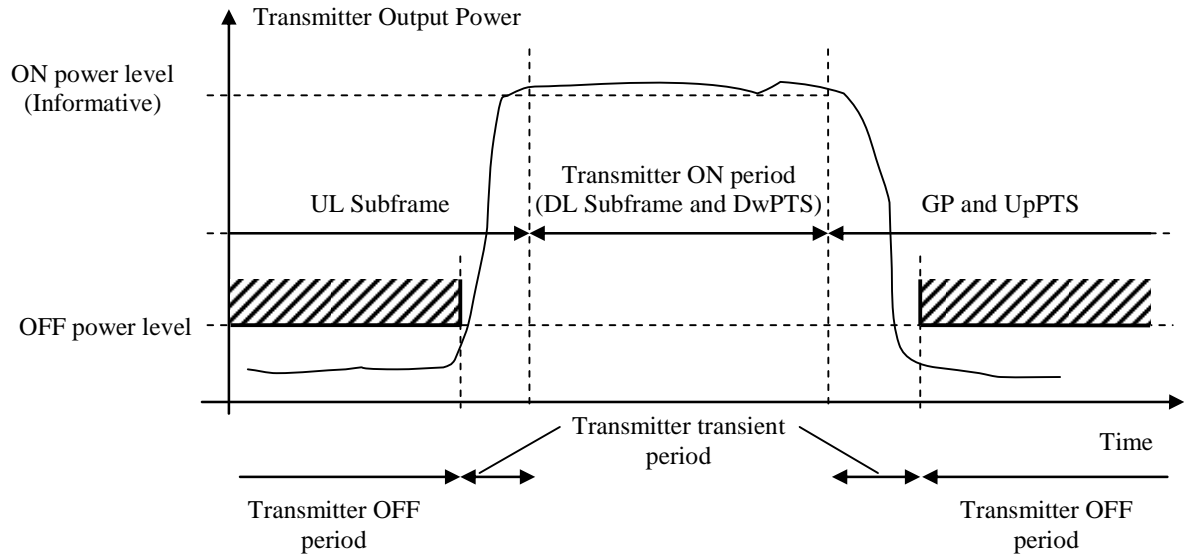 Transmitter Output Power
ON power level
(Informative)
Transmitter ON period
(DL Subframe and DwPTS)
UL Subframe
GP and UpPTS
OFF power level
Transmitter transient
period
Time
Transmitter OFF
period
Transmitter OFF
period